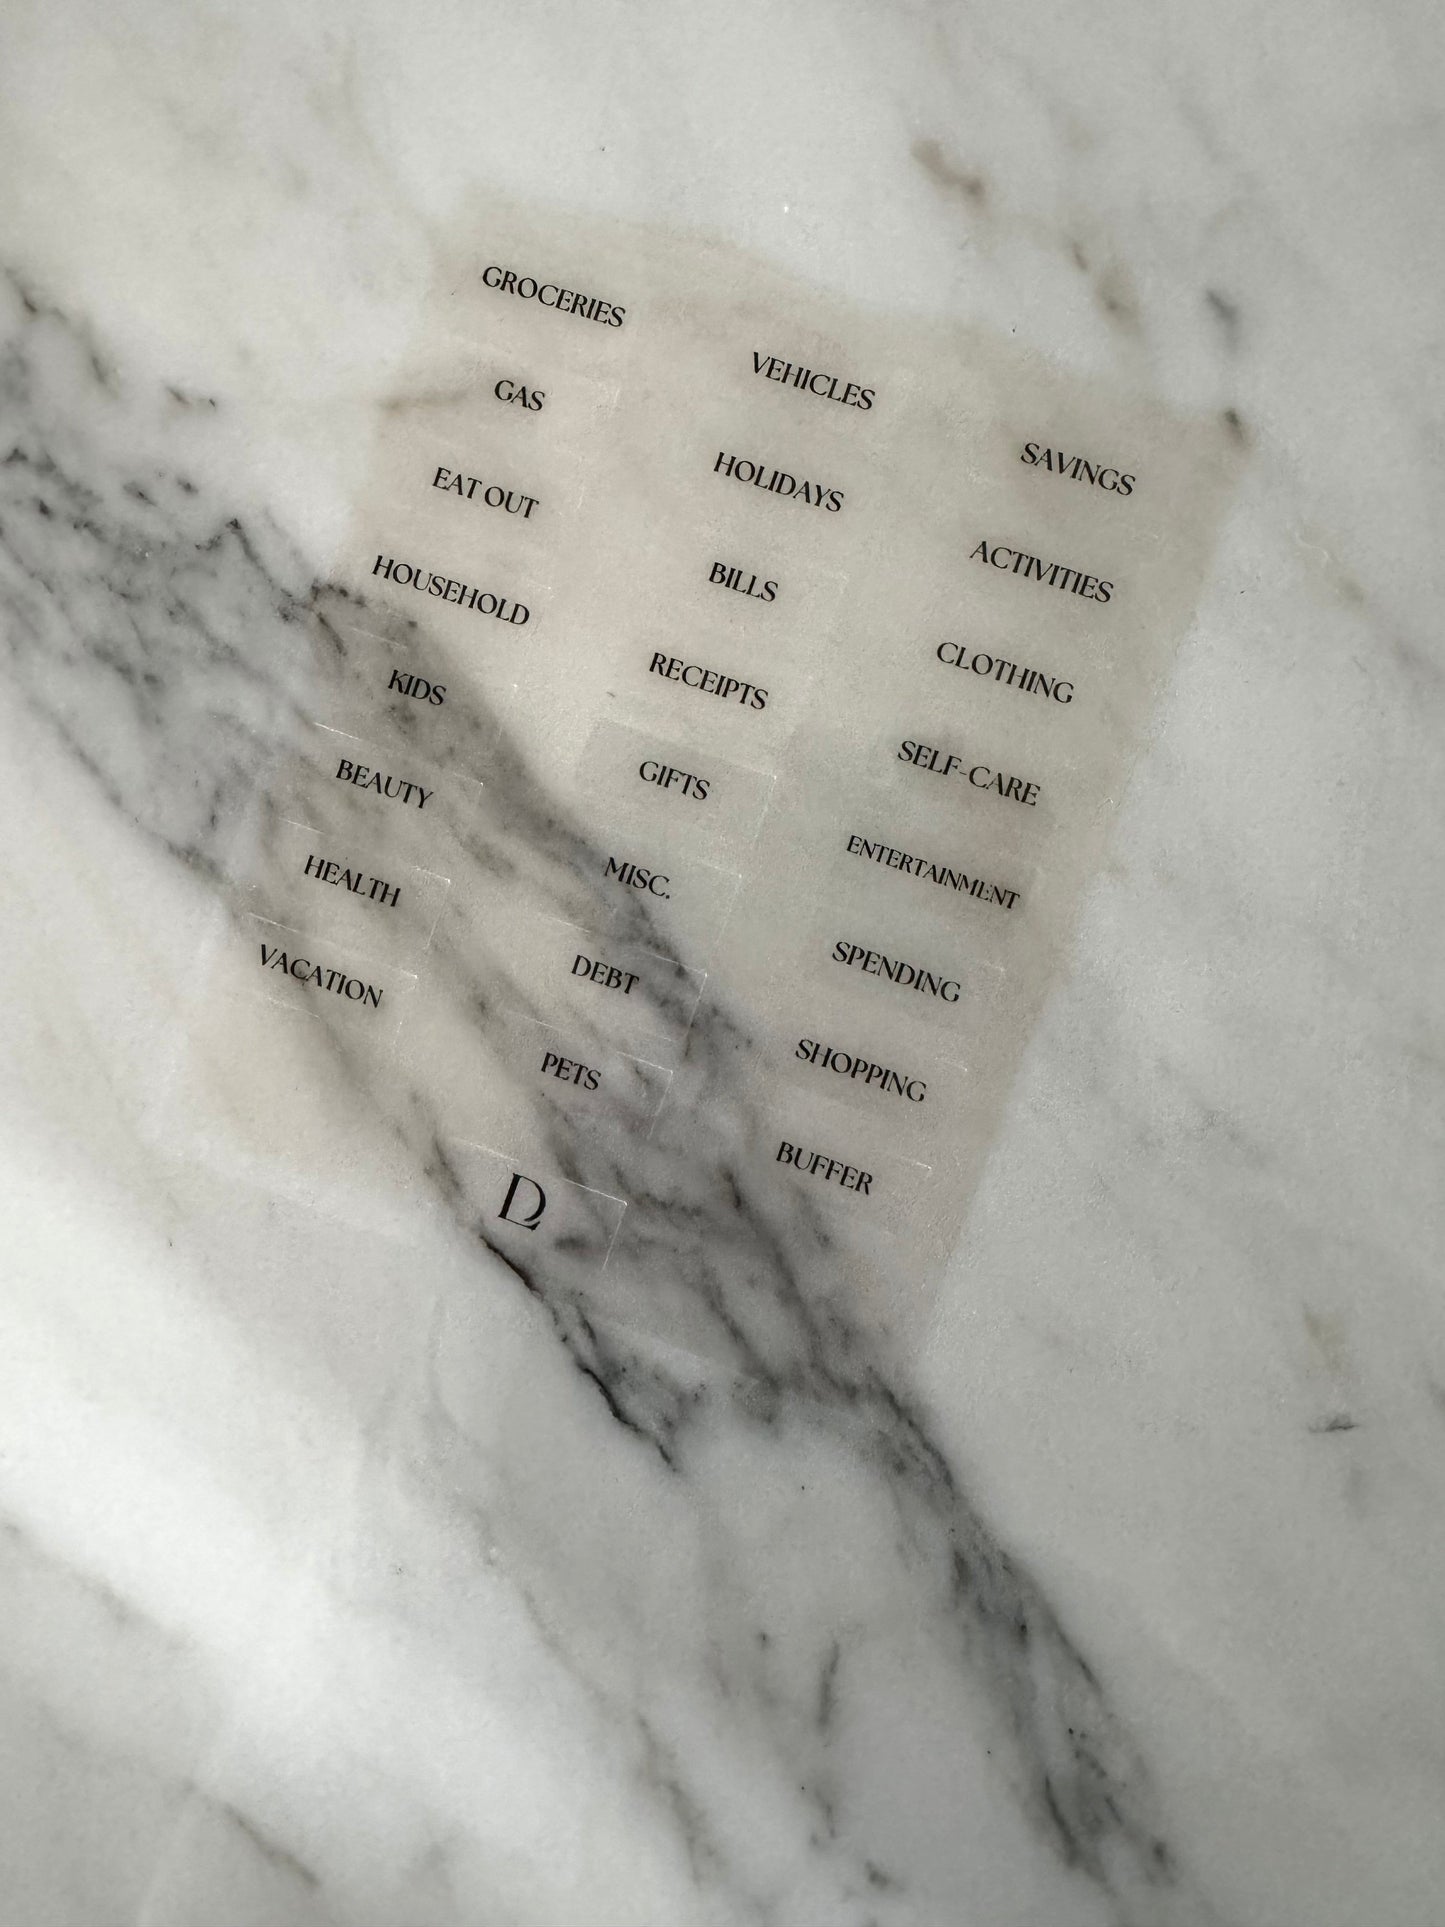 GROCERIES
GAS
EAT OUT
HOUSEHOLD
KIDS
BEAUTY
HEALTH
VACATION
VEHICLES
HOLIDAYS
BILLS
RECEIPTS
GIFTS
MISC.
DEBT
PETS
D
SAVINGS
ACTIVITIES
CLOTHING
SELF-CARE
ENTERTAINMENT
SPENDING
SHOPPING
BUFFER